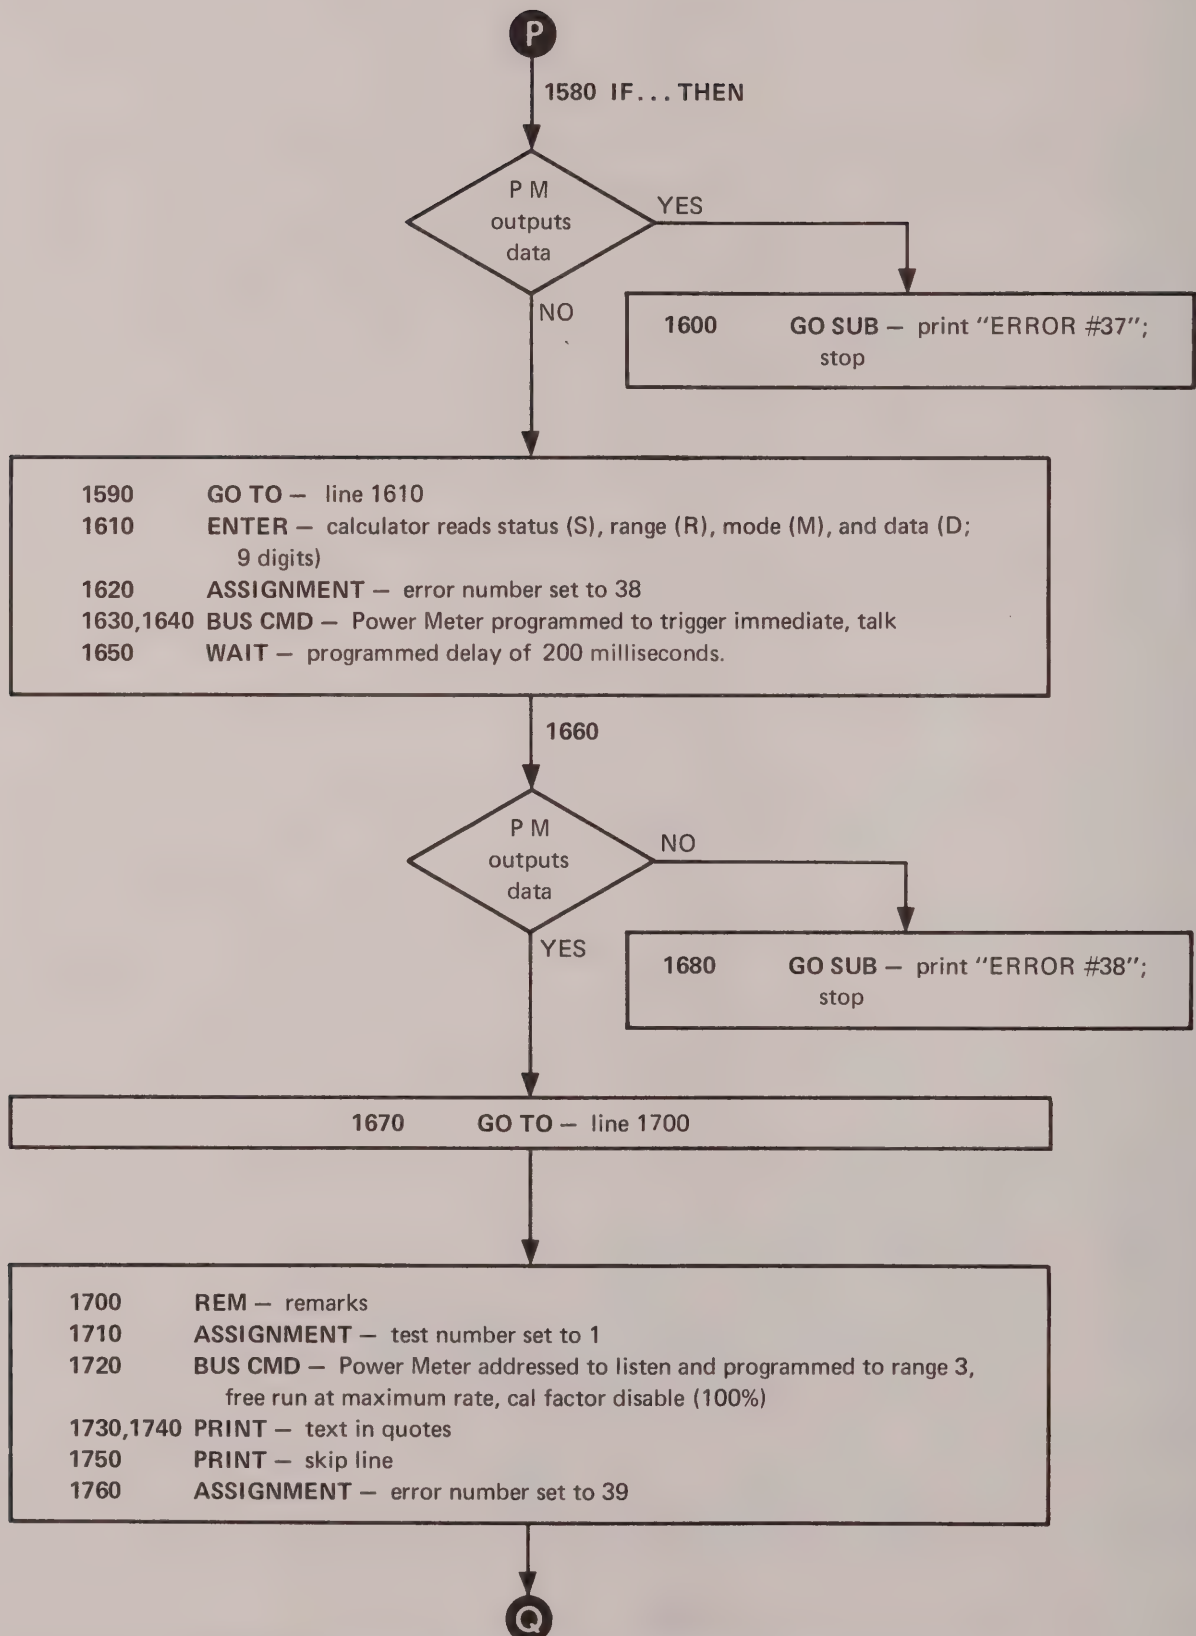 P
1580 IF...THEN
P M
outputs
data
YES
NO
1600 GO SUB — print "ERROR #37";
stop
1590 GO TO — line 1610
1610 ENTER — calculator reads status (S), range (R), mode (M), and data (D;
9 digits)
1620 ASSIGNMENT — error number set to 38
1630,1640 BUS CMD — Power Meter programmed to trigger immediate, talk
1650 WAIT — programmed delay of 200 milliseconds.
1660
P M
outputs
data
NO
YES
1680 GO SUB — print "ERROR #38";
stop
1670 GO TO — line 1700
1700 REM — remarks
1710 ASSIGNMENT — test number set to 1
1720 BUS CMD — Power Meter addressed to listen and programmed to range 3,
free run at maximum rate, cal factor disable (100%)
1730,1740 PRINT — text in quotes
1750 PRINT — skip line
1760 ASSIGNMENT — error number set to 39
Q